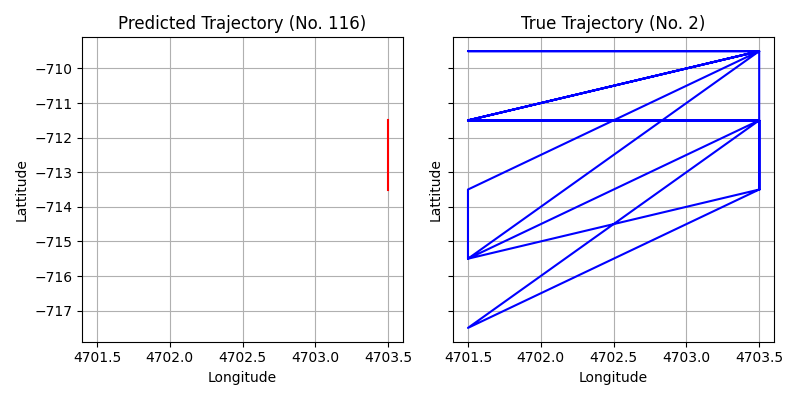 Predicted Trajectory (No. 116)
True Trajectory (No. 2)
−710
−711
−712
−713
−714
−715
−716
−717
Lattitude
Lattitude
4701.5 4702.0 4702.5 4703.0 4703.5
4701.5 4702.0 4702.5 4703.0 4703.5
Longitude
Longitude